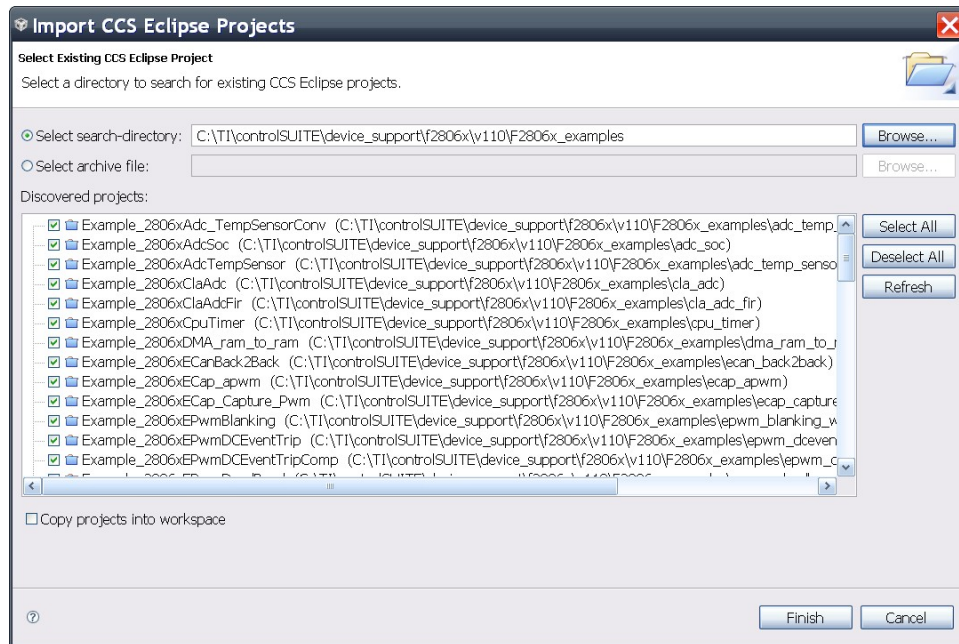 Import CCS Eclipse Projects
Select Existing CCS Eclipse Project
Select a directory to search for existing CCS Eclipse projects.
Select search-directory: C:\TI\controlSUITE\device_support\f2806x\v110\F2806x_examples Browse...
Select archive file: Browse...
Discovered projects:
Example_2806xAdc_TempSensorConv (C:\TI\controlSUITE\device_support\f2806x\v110\F2806x_examples\adc_temp_ Select All
Example_2806xAdcSoc (C:\TI\controlSUITE\device_support\f2806x\v110\F2806x_examples\adc_soc)
Example_2806xAdcTempSensor (C:\TI\controlSUITE\device_support\f2806x\v110\F2806x_examples\adc_temp_senso Deselect All
Example_2806xClaAdc (C:\TI\controlSUITE\device_support\f2806x\v110\F2806x_examples\cla_adc)
Example_2806xClaAdcFir (C:\TI\controlSUITE\device_support\f2806x\v110\F2806x_examples\cla_adc_fir) Refresh
Example_2806xCpuTimer (C:\TI\controlSUITE\device_support\f2806x\v110\F2806x_examples\cpu_timer)
Example_2806xDMA_ram_to_ram (C:\TI\controlSUITE\device_support\f2806x\v110\F2806x_examples\dma_ram_to_r
Example_2806xECanBack2Back (C:\TI\controlSUITE\device_support\f2806x\v110\F2806x_examples\ecan_back2back)
Example_2806xECap_apwm (C:\TI\controlSUITE\device_support\f2806x\v110\F2806x_examples\ecap_apwm)
Example_2806xECap_Capture_Pwm (C:\TI\controlSUITE\device_support\f2806x\v110\F2806x_examples\ecap_capture
Example_2806xEPwmBlanking (C:\TI\controlSUITE\device_support\f2806x\v110\F2806x_examples\epwm_blanking_w
Example_2806xEPwmDCEventTrip (C:\TI\controlSUITE\device_support\f2806x\v110\F2806x_examples\epwm_dceven
Example_2806xEPwmDCEventTripComp (C:\TI\controlSUITE\device_support\f2806x\v110\F2806x_examples\epwm_c
Copy projects into workspace
Finish Cancel